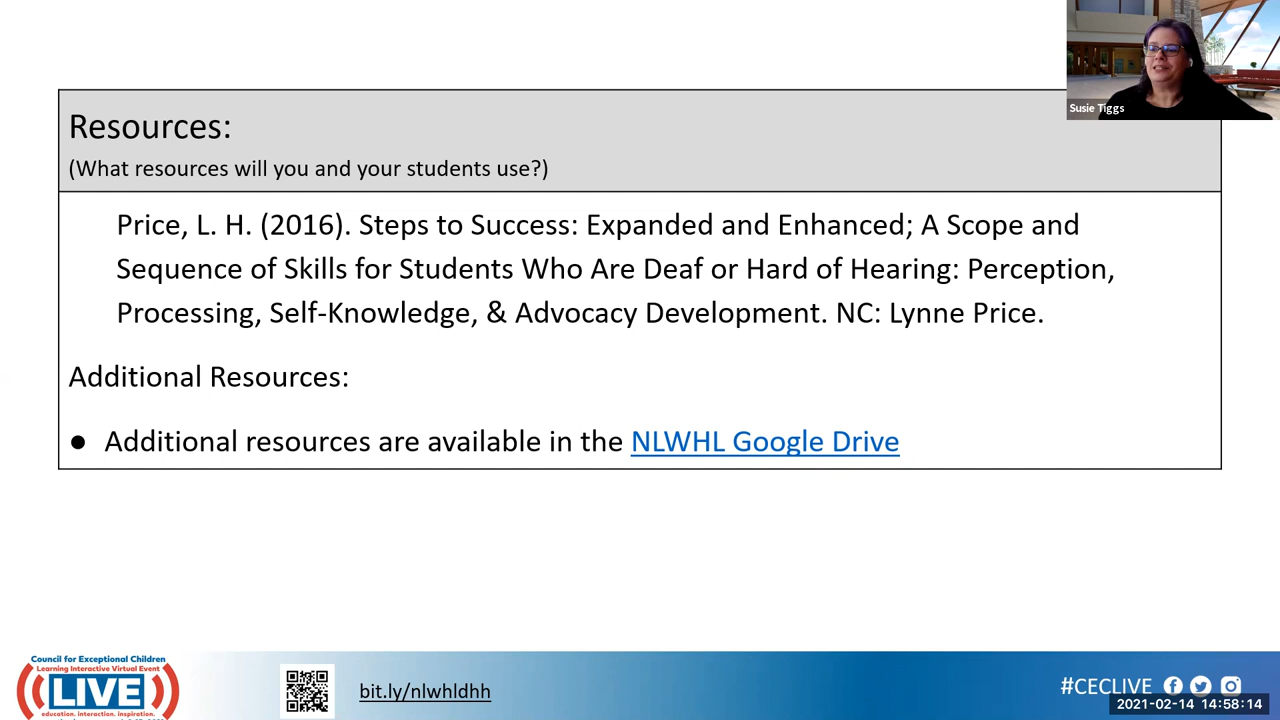 Susie Tiggs
Resources:
(What resources will you and your students use?)
Price, L. H. (2016). Steps to Success: Expanded and Enhanced; A Scope and
Sequence of Skills for Students Who Are Deaf or Hard of Hearing: Perception,
Processing, Self-Knowledge, & Advocacy Development. NC: Lynne Price.
Additional Resources:
● Additional resources are available in the NLWHL Google Drive
Council for Exceptional Children
Learning Interactive Virtual Event
LIVE
education. interaction. inspiration.
bit.ly/nlwhldhh
#CECLIVE
2021-02-14 14:58:14